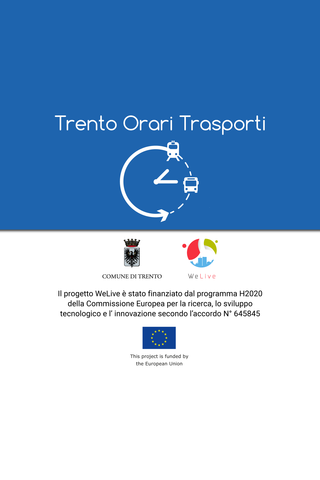 Trento Orari Trasporti
COMUNE DI TRENTO
WeLive
Il progetto WeLive è stato finanziato dal programma H2020
della Commissione Europea per la ricerca, lo sviluppo
tecnologico e l' innovazione secondo l'accordo N° 645845
This project is funded by
the European Union